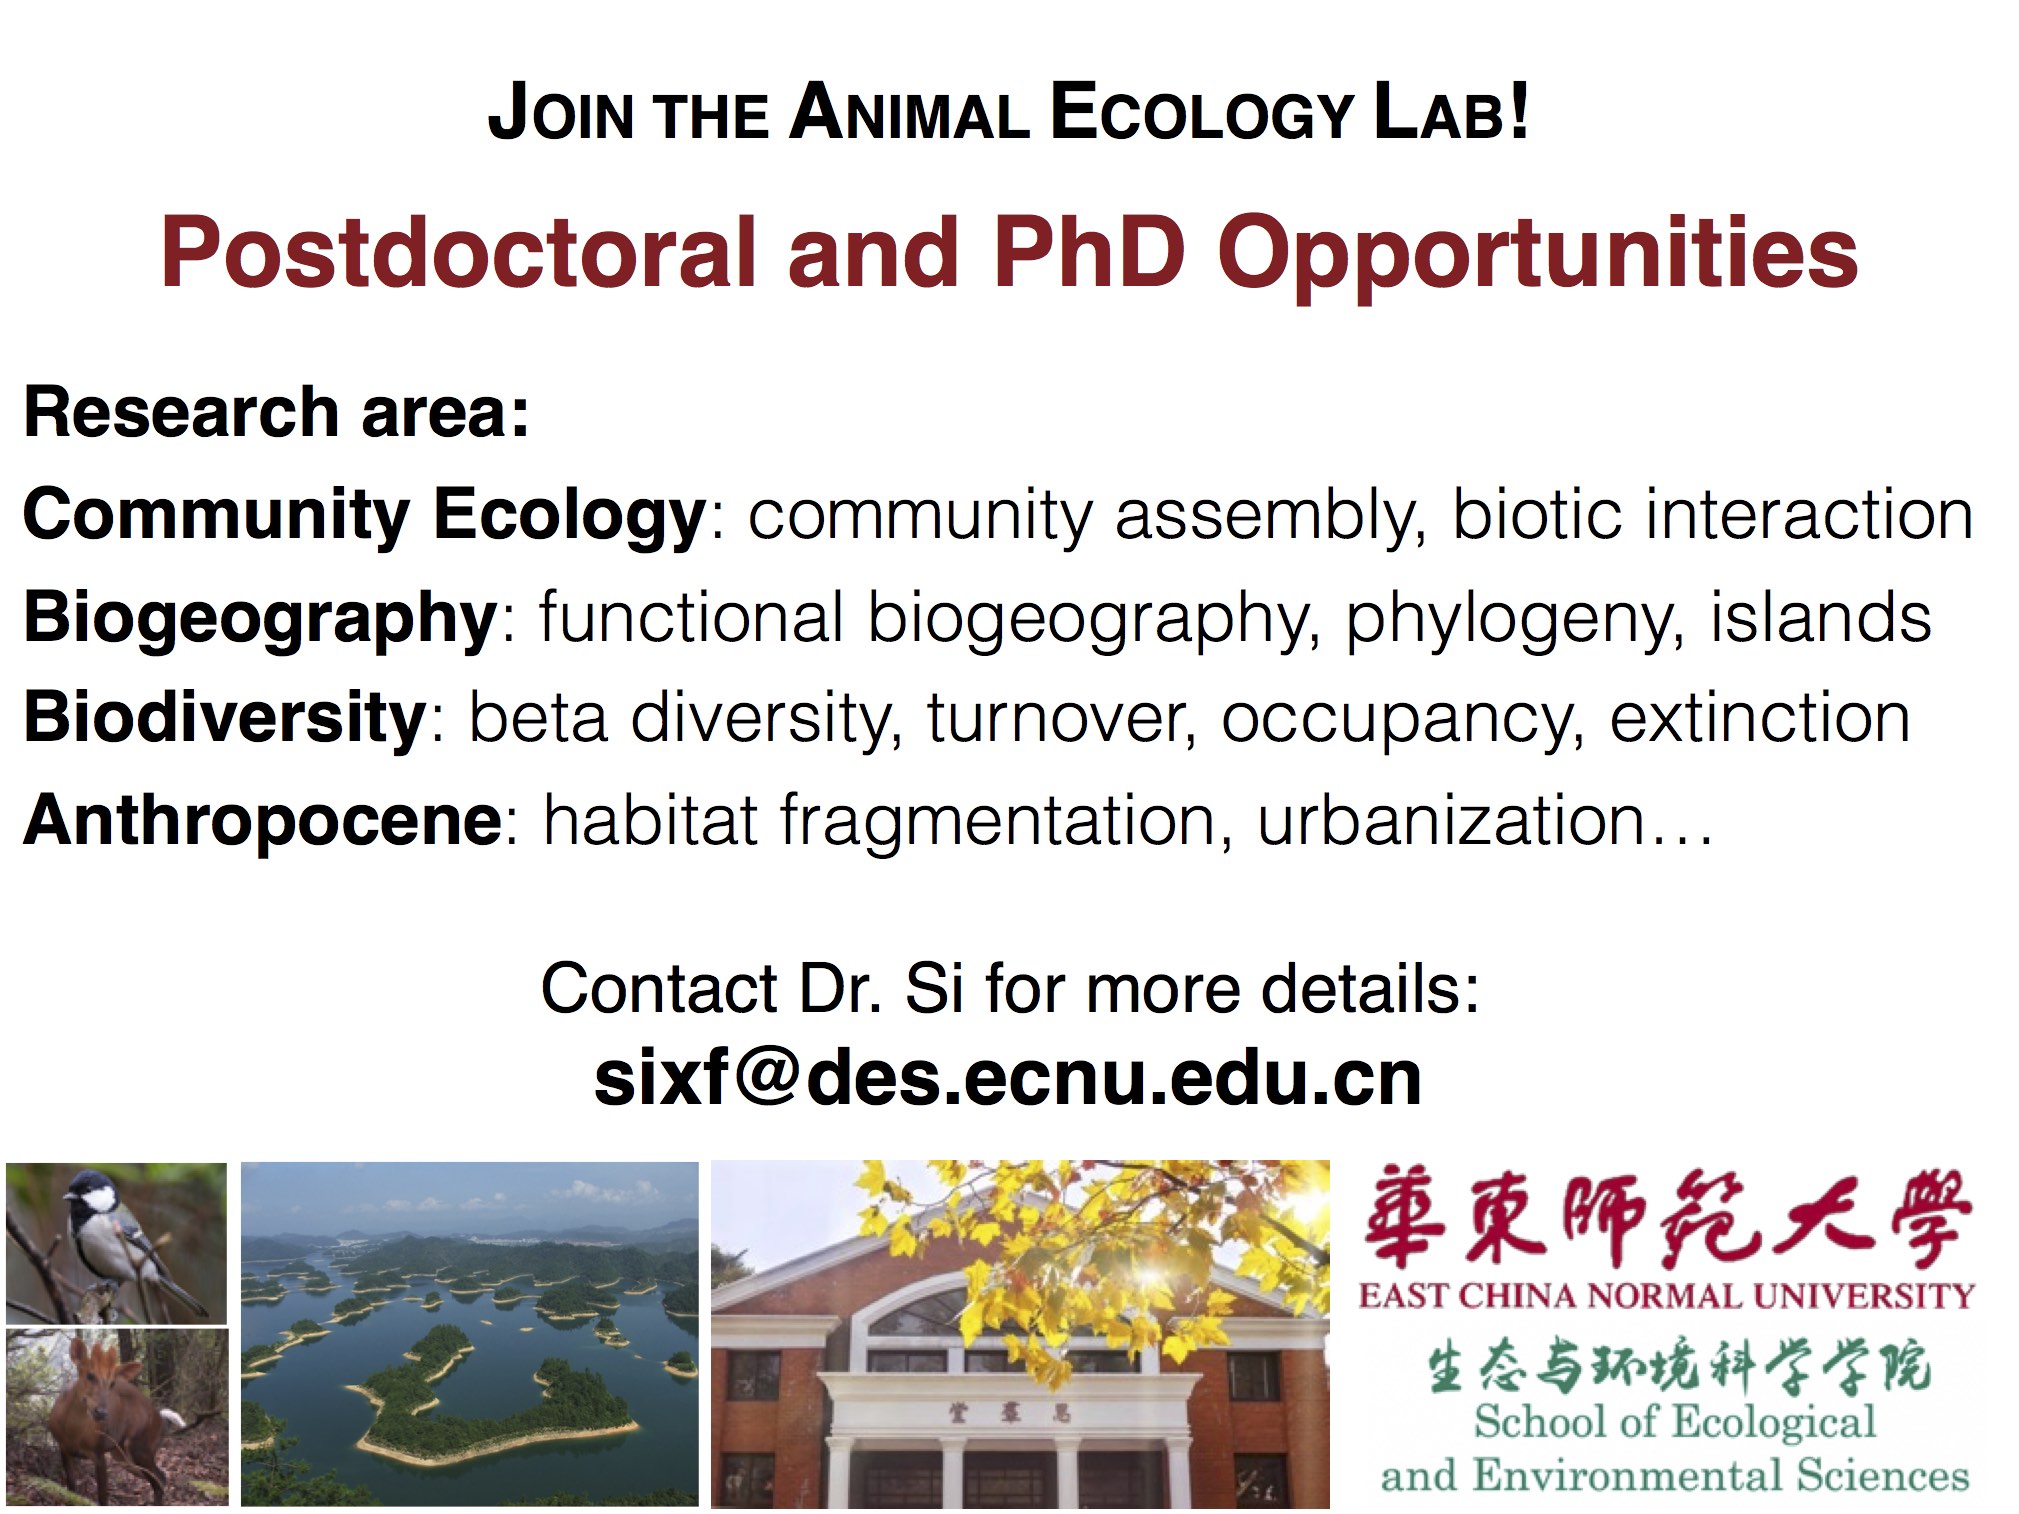 JOIN THE ANIMAL ECOLOGY LAB!
Postdoctoral and PhD Opportunities
Research area:
Community Ecology: community assembly, biotic interaction
Biogeography: functional biogeography, phylogeny, islands
Biodiversity: beta diversity, turnover, occupancy, extinction
Anthropocene: habitat fragmentation, urbanization…
Contact Dr. Si for more details:
sixf@des.ecnu.edu.cn
堂羣思
華東師範大學
EAST CHINA NORMAL UNIVERSITY
生态与环境科学学院
School of Ecological
and Environmental Sciences